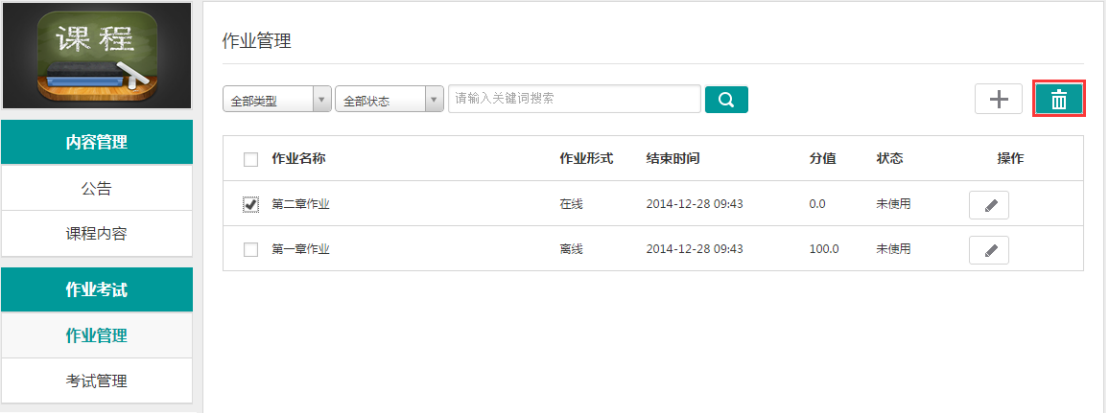 课程
内容管理
公告
课程内容
作业考试
作业管理
考试管理
作业管理
全部类型 全部状态 请输入关键词搜索
作业名称 作业形式 结束时间 分值 状态 操作
第二章作业 在线 2014-12-28 09:43 0.0 未使用
第一章作业 离线 2014-12-28 09:43 100.0 未使用